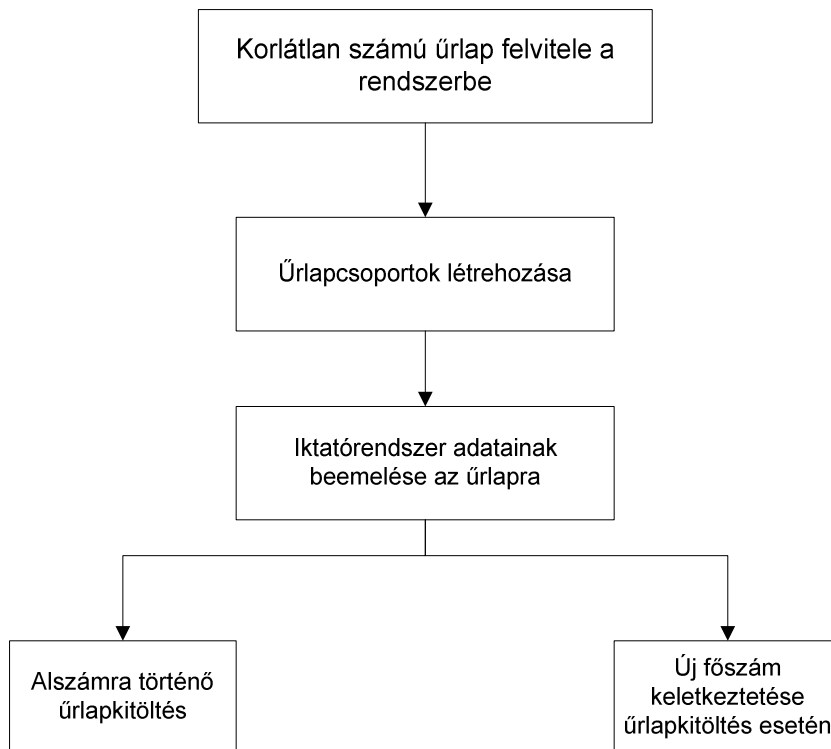 Korlátlan számú űrlap felvitele a
rendszerbe
Űrlapcsoportok létrehozása
Iktatórendszer adatainak
beemelése az űrlapra
Alszámra történő
űrlapkitöltés
Új főszám
keletkeztetése
űrlapkitöltés esetén